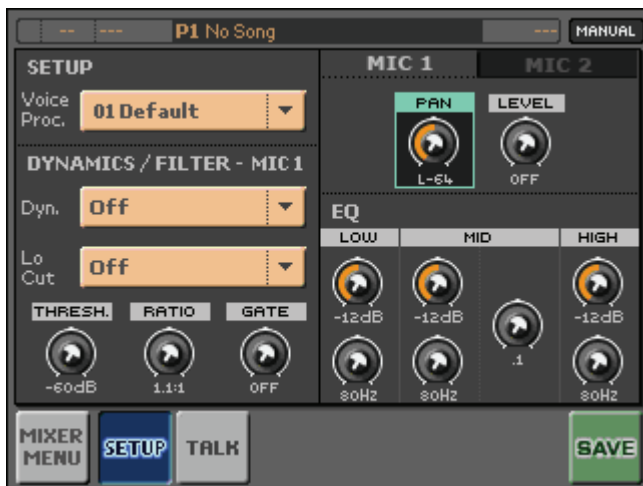 -- --- P1 No Song --- MANUAL
SETUP
Voice Proc. 01 Default
DYNAMICS / FILTER - MIC 1
Dyn. Off
Lo Cut Off
THRESH. RATIO GATE
-60dB 1.1:1 OFF
MIC 1 MIC 2
PAN LEVEL
L-64 OFF
EQ
LOW MID HIGH
-12dB -12dB .1 -12dB
80Hz 80Hz 80Hz
MIXER MENU SETUP TALK SAVE